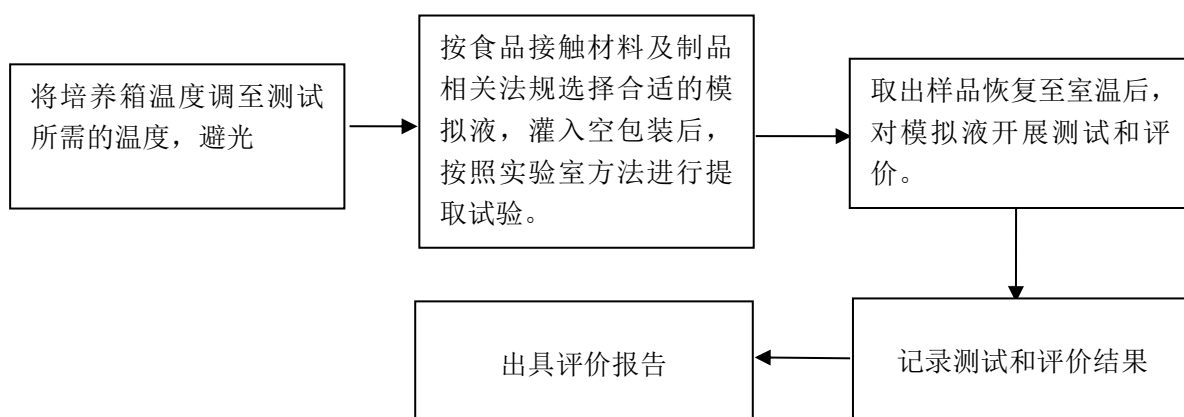 将培养箱温度调至测试
所需的温度，避光
按食品接触材料及制品
相关法规选择合适的模
拟液，灌入空包装后，
按照实验室方法进行提
取试验。
取出样品恢复至室温后，
对模拟液开展测试和评
价。
记录测试和评价结果
出具评价报告